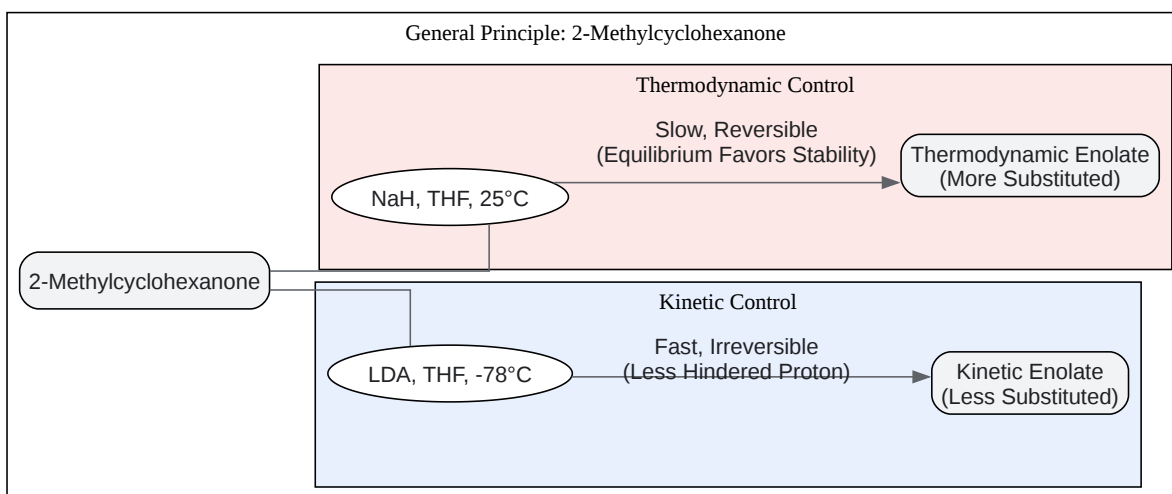 General Principle: 2-Methylcyclohexanone
Thermodynamic Control
Slow, Reversible
(Equilibrium Favors Stability)
Thermodynamic Enolate
(More Substituted)
NaH, THF, 25°C
2-Methylcyclohexanone
Kinetic Control
Fast, Irreversible
(Less Hindered Proton)
LDA, THF, -78°C
Kinetic Enolate
(Less Substituted)